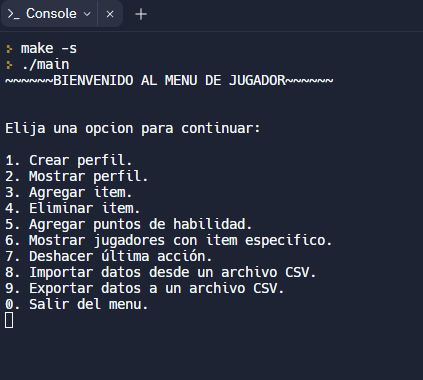 Console
make -s
./main
~~~~~~BIENVENIDO AL MENU DE JUGADOR~~~~~~
Elija una opcion para continuar:
1. Crear perfil.
2. Mostrar perfil.
3. Agregar item.
4. Eliminar item.
5. Agregar puntos de habilidad.
6. Mostrar jugadores con item especifico.
7. Deshacer última acción.
8. Importar datos desde un archivo CSV.
9. Exportar datos a un archivo CSV.
0. Salir del menu.